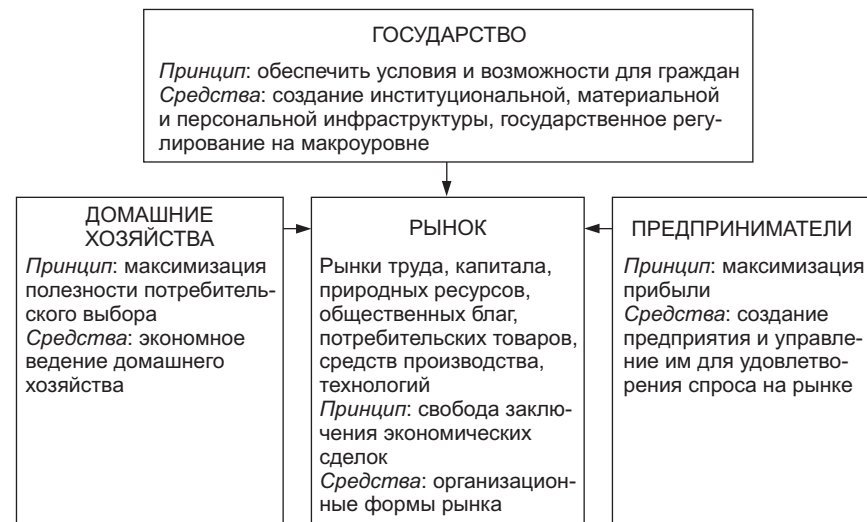 ГОСУДАРСТВО
Принцип: обеспечить условия и возможности для граждан
Средства: создание институциональной, материальной
и персональной инфраструктуры, государственное регу-
лирование на макроуровне
ДОМАШНИЕ
ХОЗЯЙСТВА
Принцип: максимизация
полезности потребитель-
ского выбора
Средства: экономное
ведение домашнего
хозяйства
РЫНОК
Рынки труда, капитала,
природных ресурсов,
общественных благ,
потребительских товаров,
средств производства,
технологий
Принцип: свобода заклю-
чения экономических
сделок
Средства: организацион-
ные формы рынка
ПРЕДПРИНИМАТЕЛИ
Принцип: максимизация
прибыли
Средства: создание
предприятия и управле-
ние им для удовлетво-
рения спроса на рынке